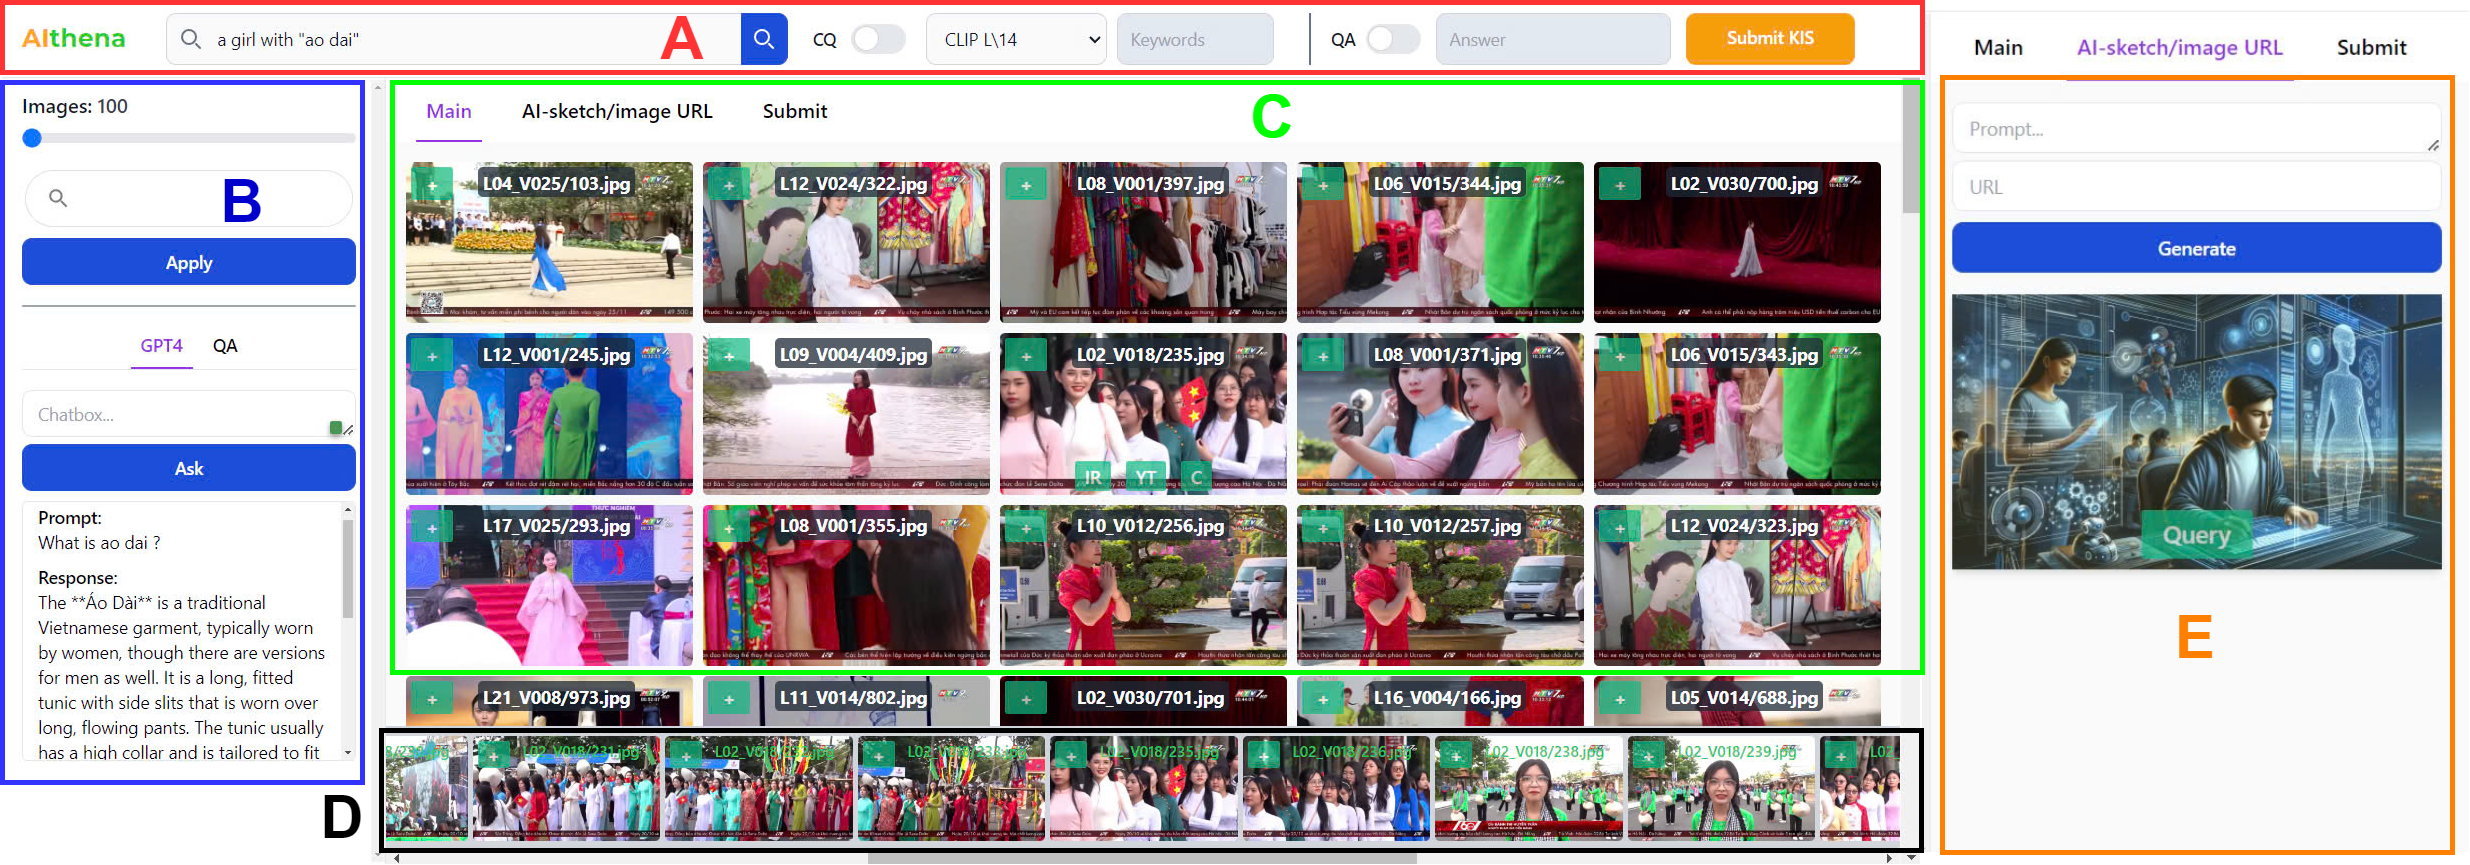 AIthena
a girl with "ao dai"
A
CQ
CLIP L\14
Keywords
QA
Answer
Submit KIS
Main
AI-sketch/image URL
Submit
Images: 100
B
Apply
GPT4
QA
Chatbox...
Ask
Prompt:
What is ao dai ?
Response:
The **Áo Dài** is a traditional
Vietnamese garment, typically worn
by women, though there are versions
for men as well. It is a long, fitted
tunic with side slits that is worn over
long, flowing pants. The tunic usually
has a high collar and is tailored to fit
Main
AI-sketch/image URL
Submit
C
+ L04_V025/103.jpg
+ L12_V024/322.jpg
+ L08_V001/397.jpg
+ L06_V015/344.jpg
+ L02_V030/700.jpg
+ L12_V001/245.jpg
+ L09_V004/409.jpg
+ L02_V018/235.jpg
IR YT C
+ L08_V001/371.jpg
+ L06_V015/343.jpg
+ L17_V025/293.jpg
+ L08_V001/355.jpg
+ L10_V012/256.jpg
+ L10_V012/257.jpg
+ L12_V024/323.jpg
+ L21_V008/973.jpg
+ L11_V014/802.jpg
+ L02_V030/701.jpg
+ L16_V004/166.jpg
+ L05_V014/688.jpg
D
+ L02_V018/231.jpg
+ L02_V018/232.jpg
+ L02_V018/233.jpg
+ L02_V018/235.jpg
+ L02_V018/236.jpg
+ L02_V018/238.jpg
+ L02_V018/239.jpg
+ L02_
Prompt...
URL
Generate
Query
E